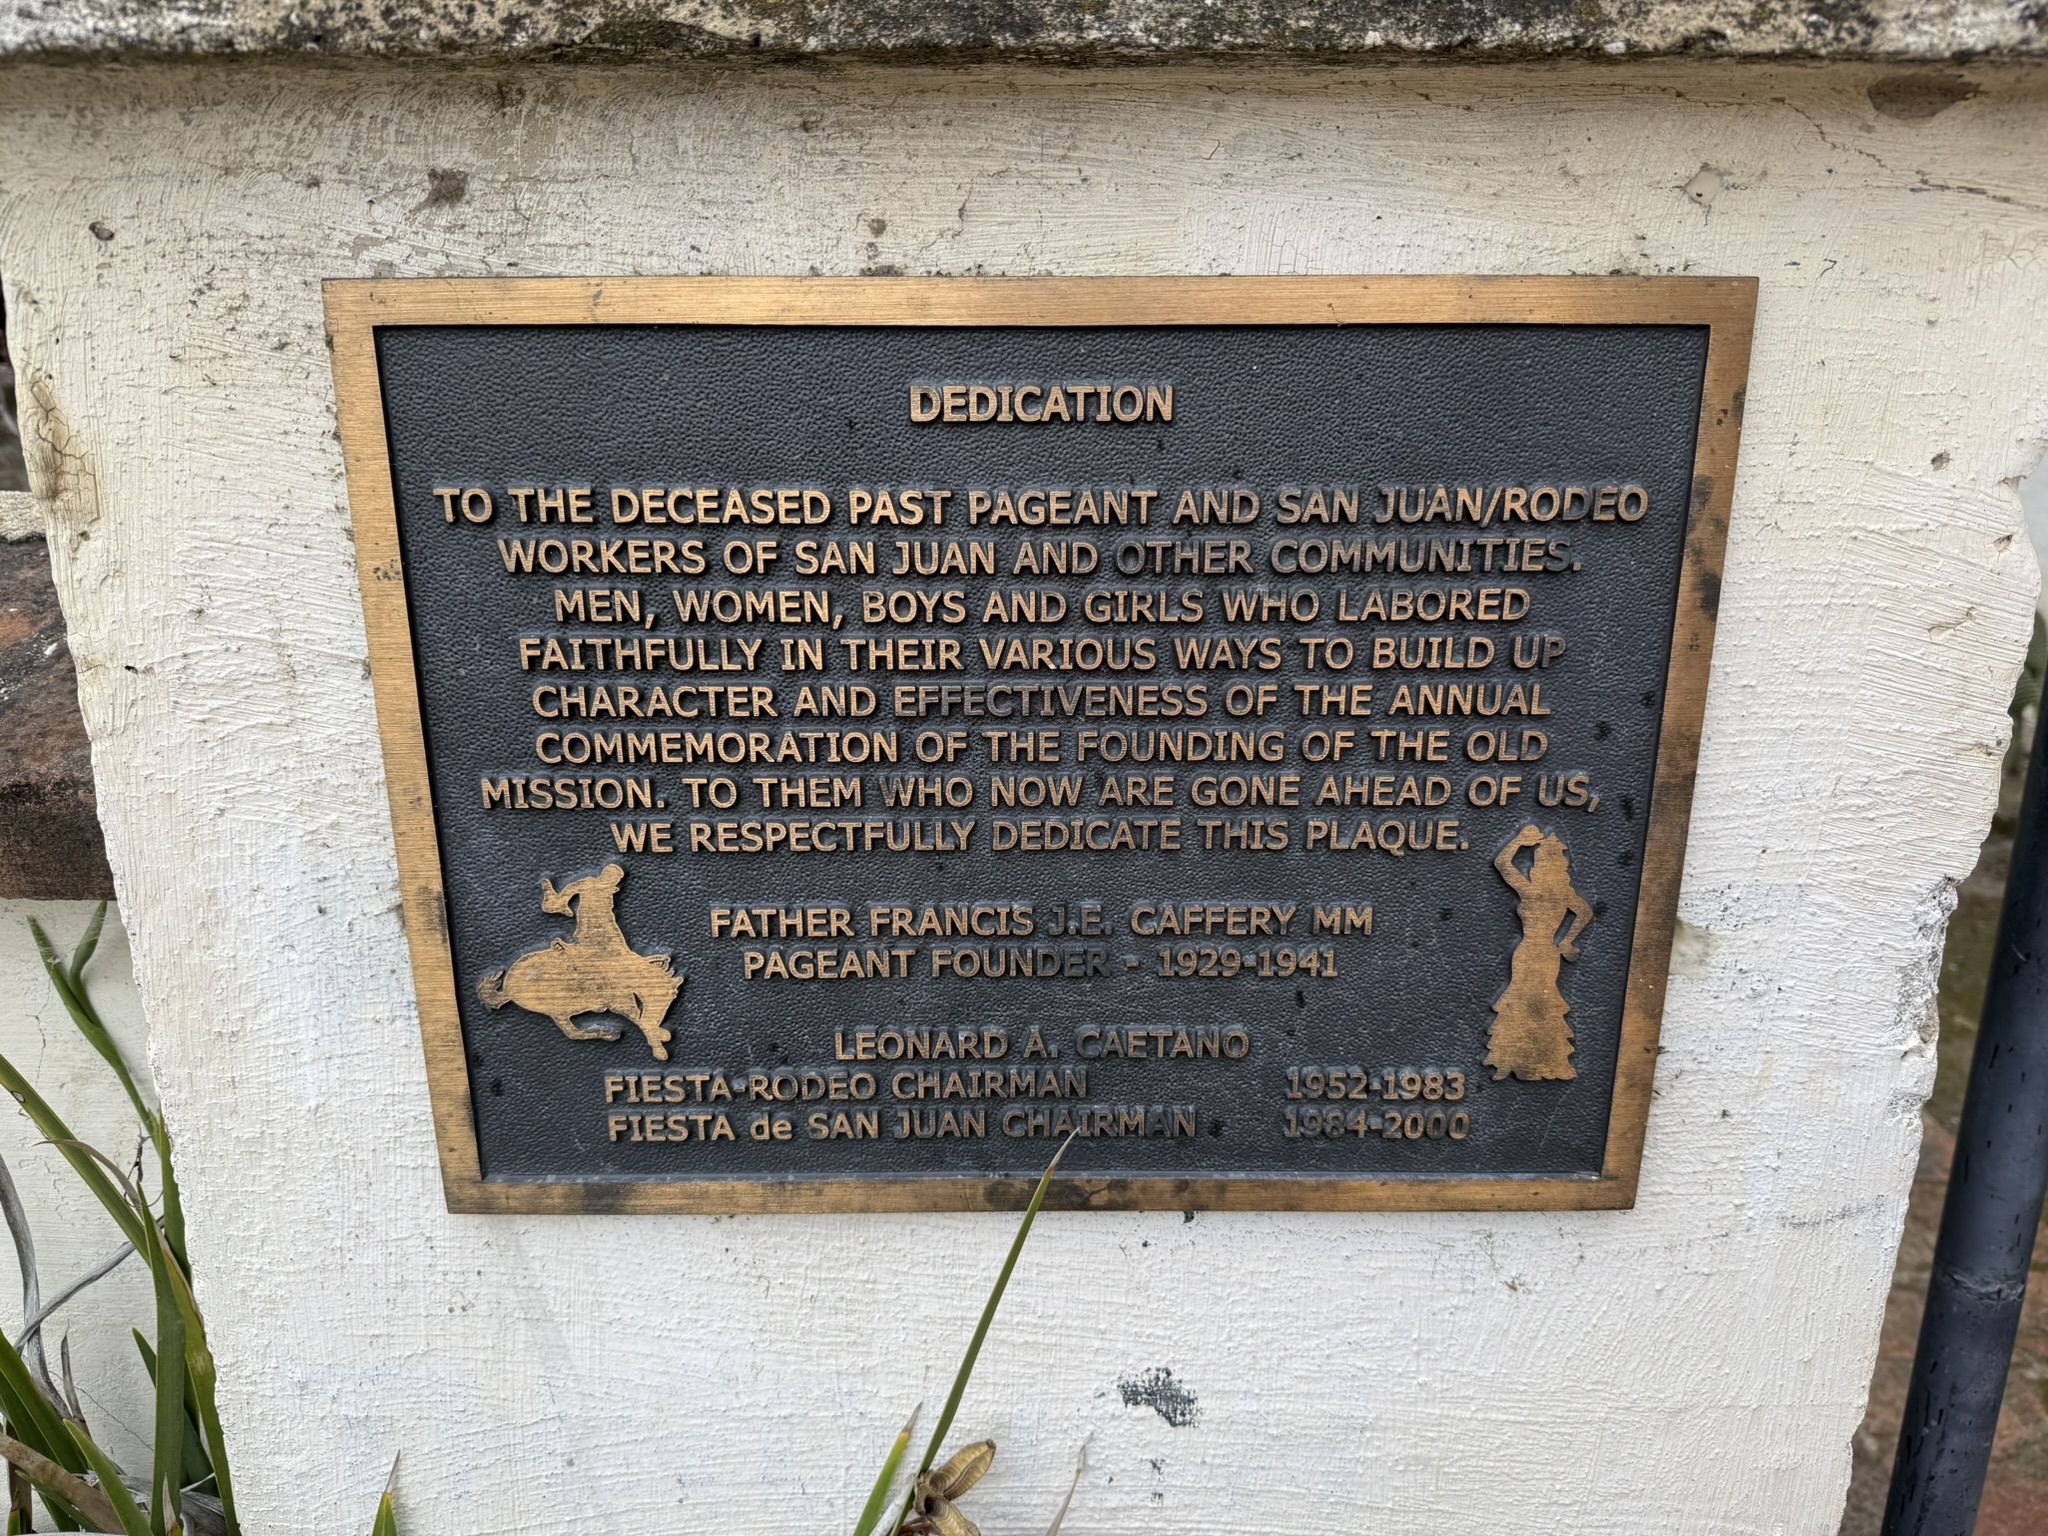 DEDICATION
TO THE DECEASED PAST PAGEANT AND SAN JUAN/RODEO
WORKERS OF SAN JUAN AND OTHER COMMUNITIES.
MEN, WOMEN, BOYS AND GIRLS WHO LABORED
FAITHFULLY IN THEIR VARIOUS WAYS TO BUILD UP
CHARACTER AND EFFECTIVENESS OF THE ANNUAL
COMMEMORATION OF THE FOUNDING OF THE OLD
MISSION. TO THEM WHO NOW ARE GONE AHEAD OF US,
WE RESPECTFULLY DEDICATE THIS PLAQUE.
FATHER FRANCIS J.E. CAFFERY MM
PAGEANT FOUNDER - 1929-1941
LEONARD A. CAETANO
FIESTA-RODEO CHAIRMAN 1952-1983
FIESTA de SAN JUAN CHAIRMAN 1984-2000